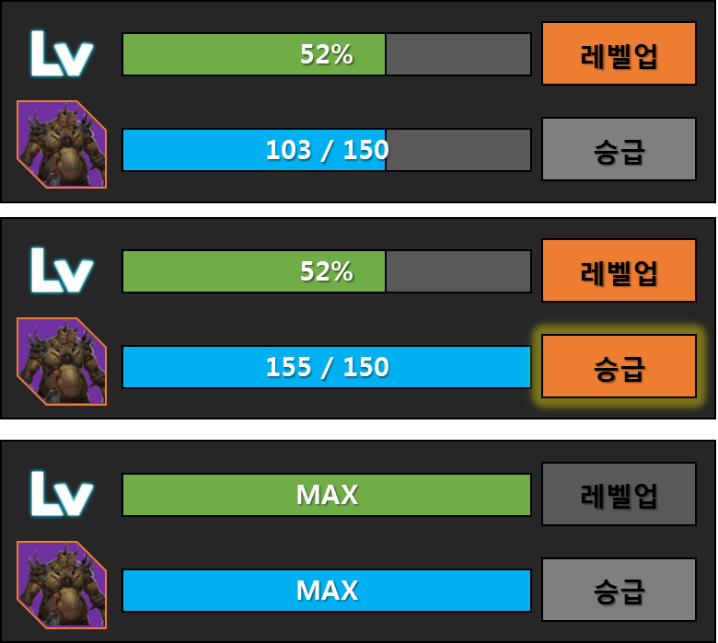 Lv 52% 레벨업
103 / 150 승급
Lv 52% 레벨업
155 / 150 승급
Lv MAX 레벨업
MAX 승급